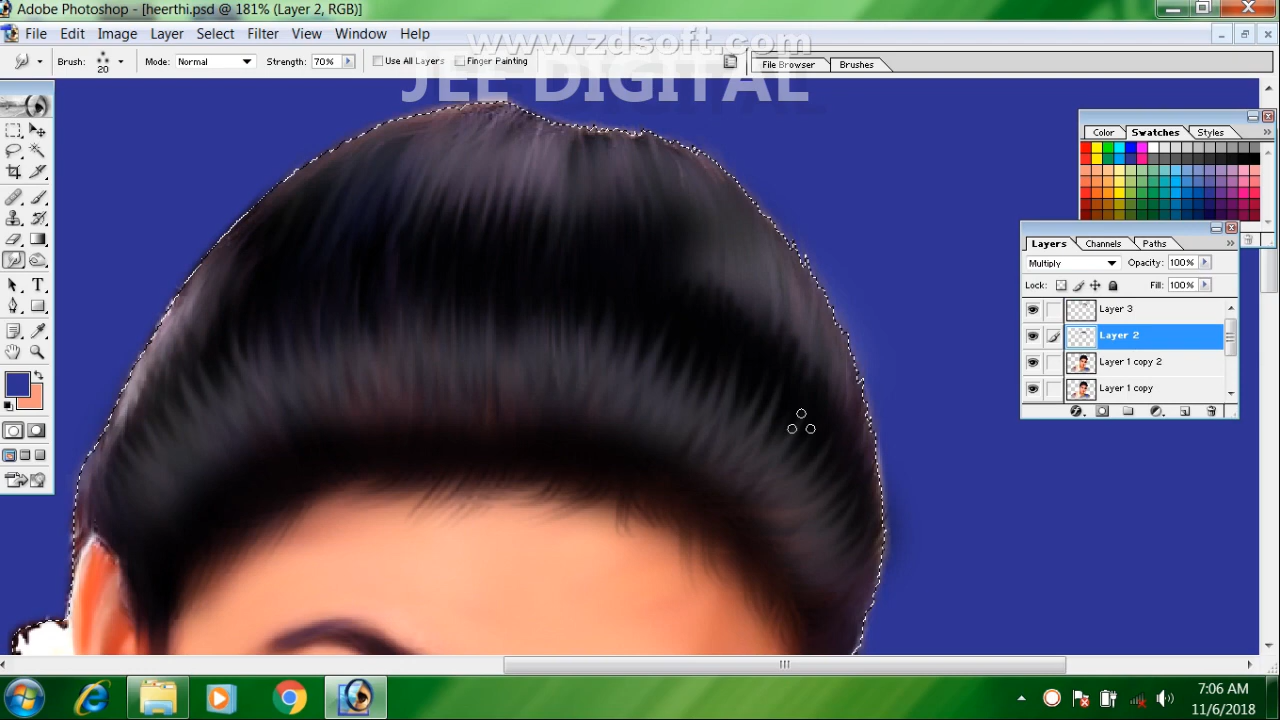 Adobe Photoshop - [heerthi.psd @ 181% (Layer 2, RGB)]
File Edit Image Layer Select Filter View Window Help
www.zdsoft.com
Brush: 20 Mode: Normal Strength: 70% Use All Layers Finger Painting File Browser Brushes
JEE DIGITAL
Color Swatches Styles
Layers Channels Paths
Multiply Opacity: 100%
Lock: Fill: 100%
Layer 3
Layer 2
Layer 1 copy 2
Layer 1 copy
7:06 AM
11/6/2018